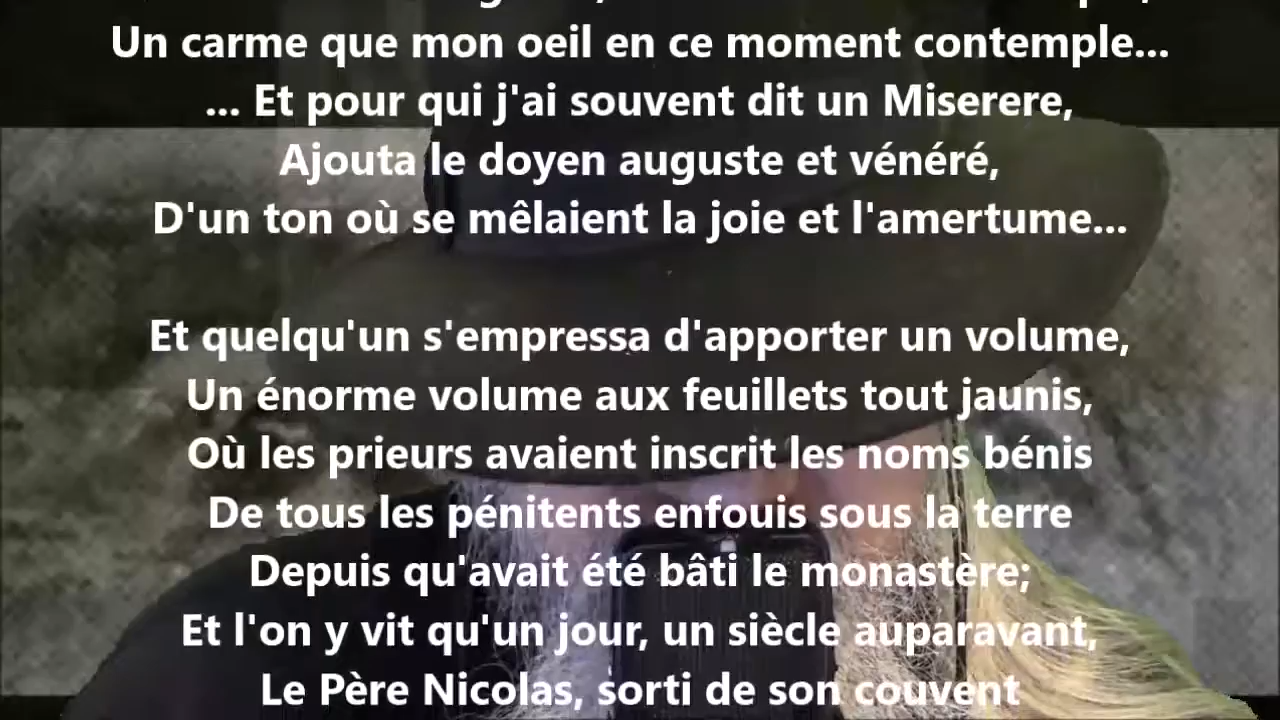 Un carme que mon oeil en ce moment contemple...
... Et pour qui j'ai souvent dit un Miserere,
Ajouta le doyen auguste et vénéré,
D'un ton où se mêlaient la joie et l'amertume...
Et quelqu'un s'empressa d'apporter un volume,
Un énorme volume aux feuillets tout jaunis,
Où les prieurs avaient inscrit les noms bénis
De tous les pénitents enfouis sous la terre
Depuis qu'avait été bâti le monastère;
Et l'on y vit qu'un jour, un siècle auparavant,
Le Père Nicolas, sorti de son couvent